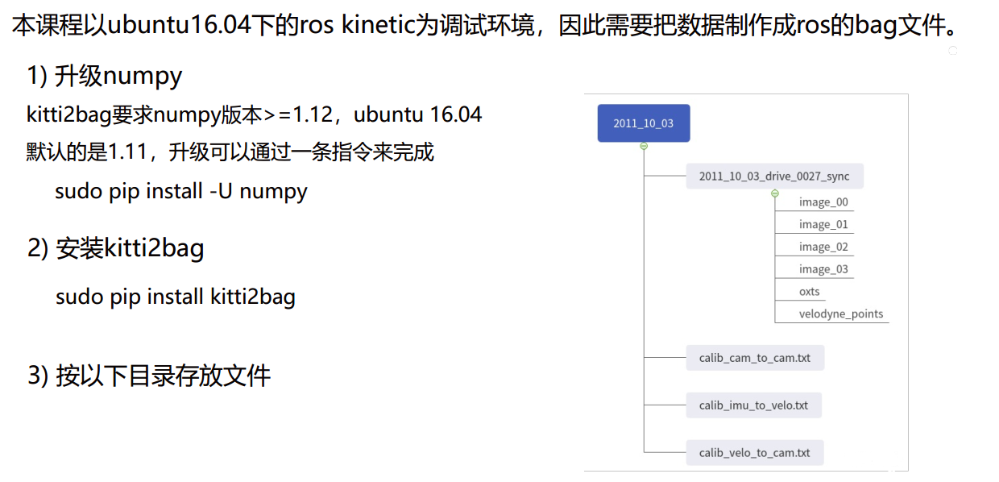 本课程以ubuntu16.04下的ros kinetic为调试环境，因此需要把数据制作成ros的bag文件。
1) 升级numpy
kitti2bag要求numpy版本>=1.12，ubuntu 16.04
默认的是1.11，升级可以通过一条指令来完成
sudo pip install -U numpy
2) 安装kitti2bag
sudo pip install kitti2bag
3) 按以下目录存放文件
2011_10_03
2011_10_03_drive_0027_sync
image_00
image_01
image_02
image_03
oxts
velodyne_points
calib_cam_to_cam.txt
calib_imu_to_velo.txt
calib_velo_to_cam.txt